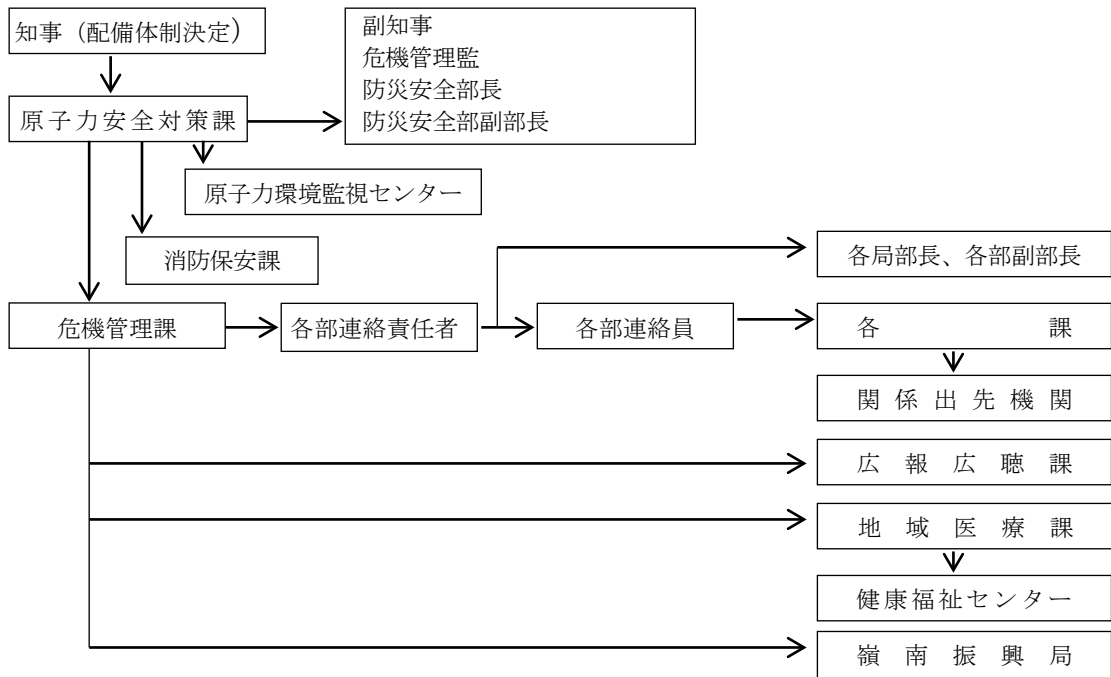 知事（配備体制決定）
副知事
危機管理監
防災安全部長
防災安全部副部長
原子力安全対策課
原子力環境監視センター
消防保安課
各局部長、各部副部長
危機管理課
各部連絡責任者
各部連絡員
各課
関係出先機関
広報広聴課
地域医療課
健康福祉センター
嶺南振興局